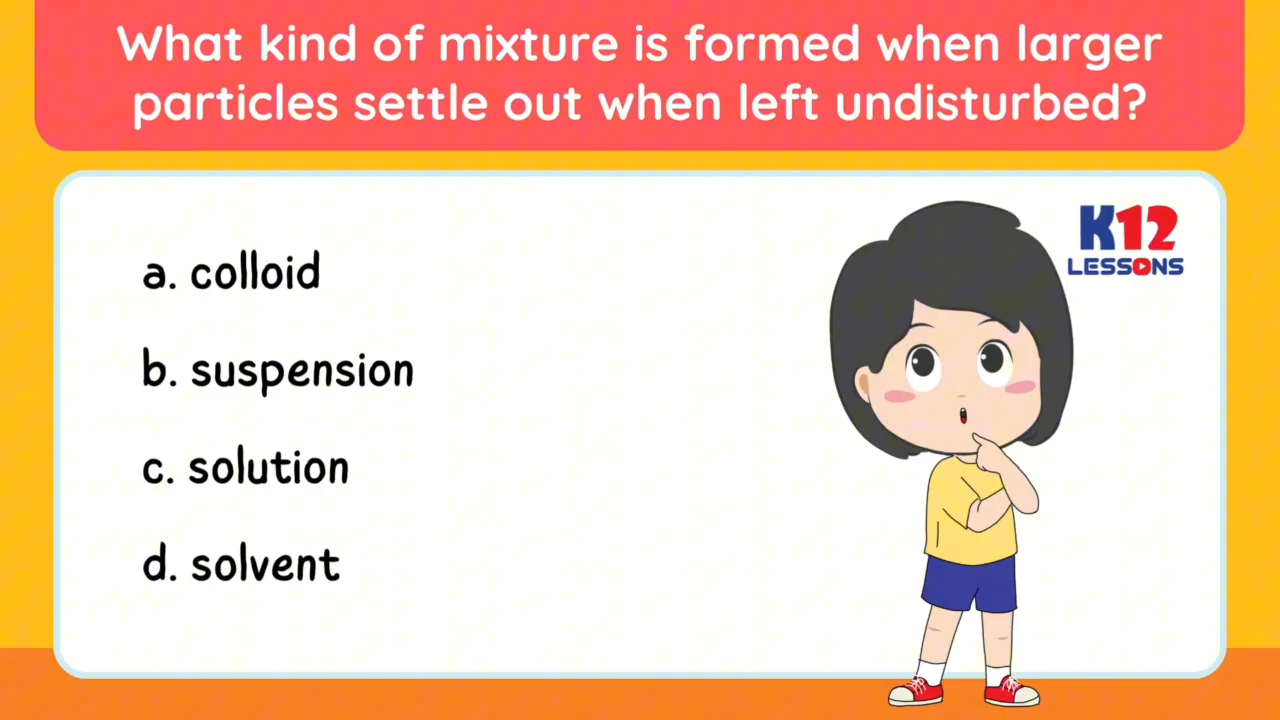 What kind of mixture is formed when larger
particles settle out when left undisturbed?
K12
LESSONS
a. colloid
b. suspension
c. solution
d. solvent